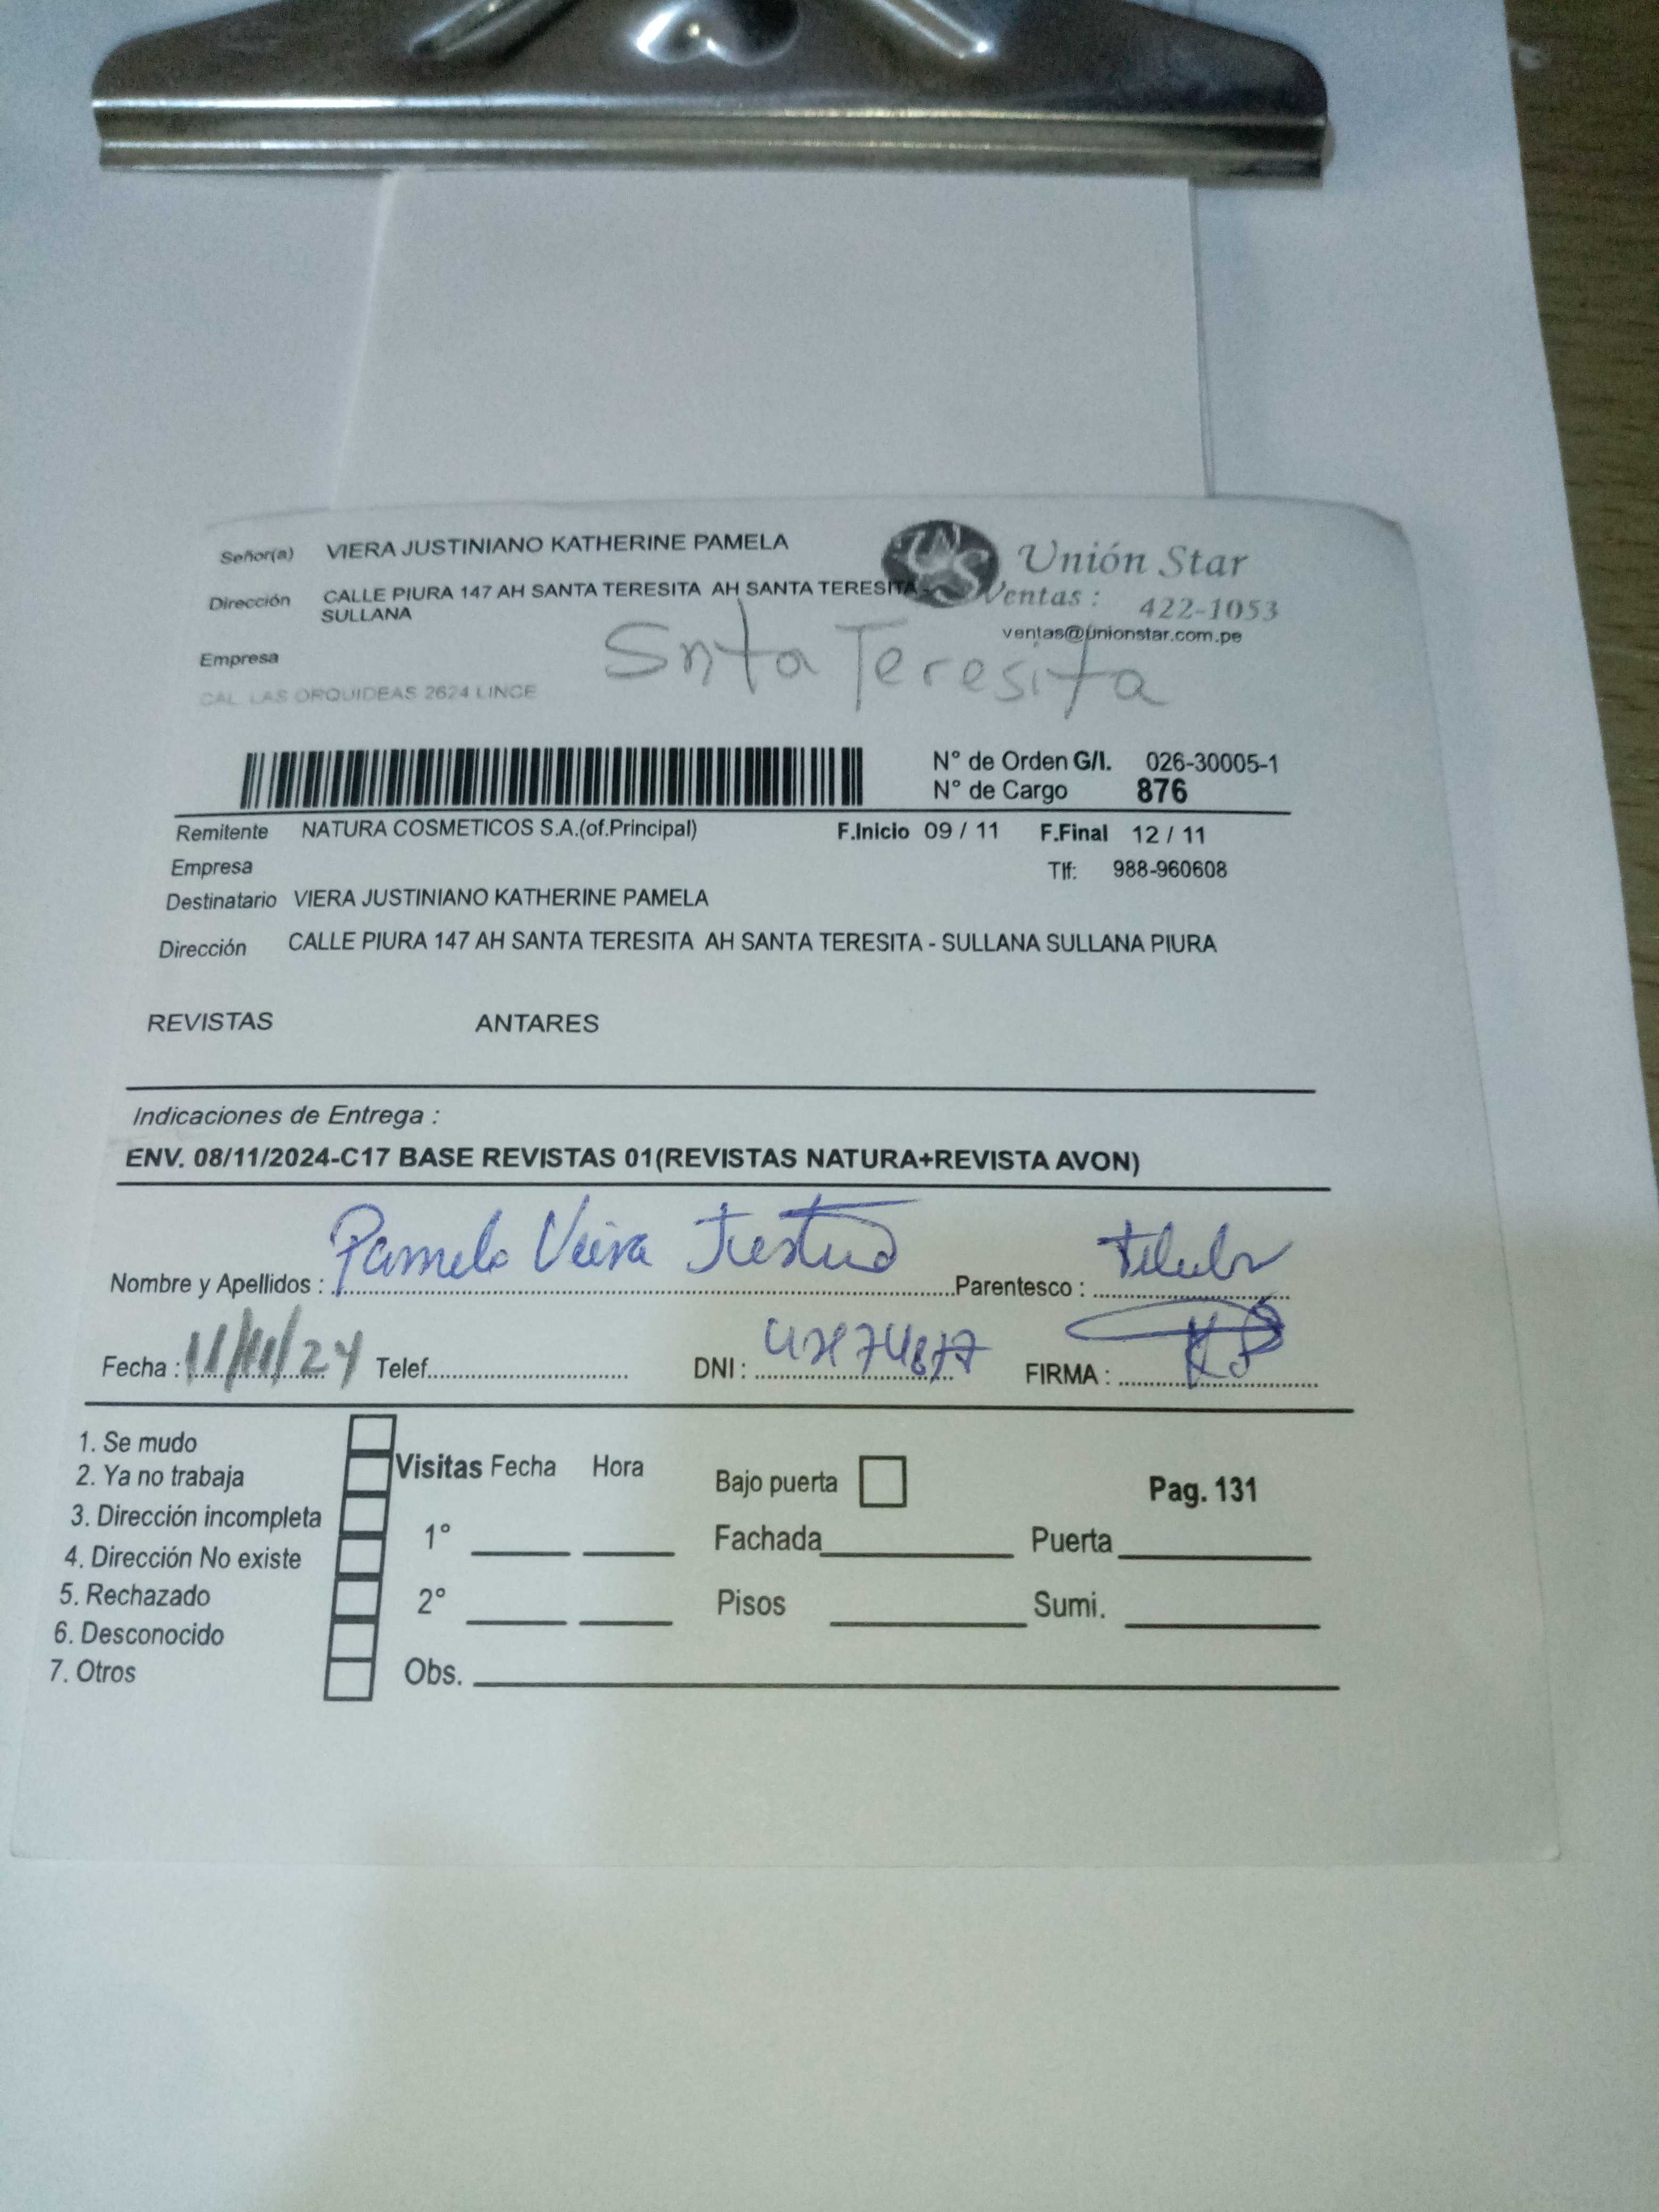 Señor(a) VIERA JUSTINIANO KATHERINE PAMELA
Unión Star
Dirección CALLE PIURA 147 AH SANTA TERESITA AH SANTA TERESITA -
SULLANA
Ventas : 422-1053
ventas@unionstar.com.pe
Empresa
Snta Teresita
CAL LAS ORQUIDEAS 2624 LINCE
N° de Orden G/I. 026-30005-1
N° de Cargo 876
Remitente NATURA COSMETICOS S.A.(of.Principal) F.Inicio 09 / 11 F.Final 12 / 11
Empresa Tlf: 988-960608
Destinatario VIERA JUSTINIANO KATHERINE PAMELA
Dirección CALLE PIURA 147 AH SANTA TERESITA AH SANTA TERESITA - SULLANA SULLANA PIURA
REVISTAS ANTARES
Indicaciones de Entrega :
ENV. 08/11/2024-C17 BASE REVISTAS 01(REVISTAS NATURA+REVISTA AVON)
Nombre y Apellidos : Pamela Viera Parentesco : titular
Fecha : 11/11/24 Telef. DNI : FIRMA :
1. Se mudo
2. Ya no trabaja
3. Dirección incompleta
4. Dirección No existe
5. Rechazado
6. Desconocido
7. Otros
Visitas Fecha Hora
1°
2°
Obs.
Bajo puerta Pag. 131
Fachada Puerta
Pisos Sumi.